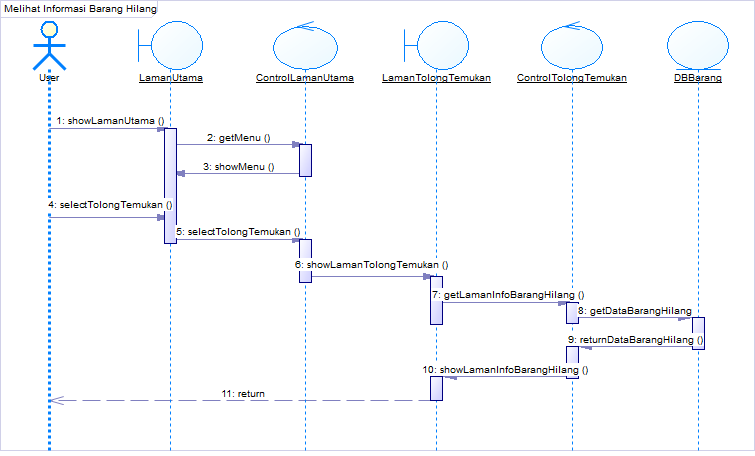 Melihat Informasi Barang Hilang
User
LamanUtama
ControlLamanUtama
LamanTolongTemukan
ControlTolongTemukan
DBBarang
1: showLamanUtama ()
2: getMenu ()
3: showMenu ()
4: selectTolongTemukan ()
5: selectTolongTemukan ()
6: showLamanTolongTemukan ()
7: getLamanInfoBarangHilang ()
8: getDataBarangHilang
9: returnDataBarangHilang ()
10: showLamanInfoBarangHilang ()
11: return